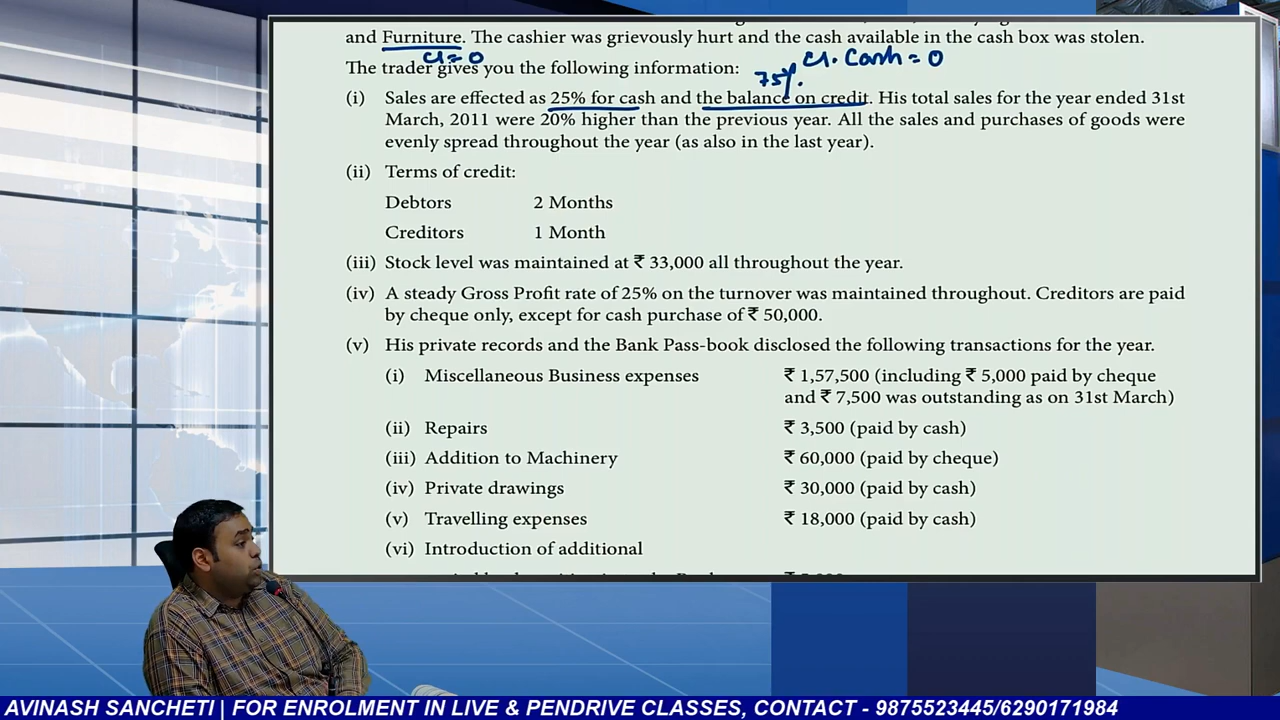 and Furniture. The cashier was grievously hurt and the cash available in the cash box was stolen.
Cl = 0
Cl. Cash = 0
The trader gives you the following information:
75%.
(i) Sales are effected as 25% for cash and the balance on credit. His total sales for the year ended 31st
March, 2011 were 20% higher than the previous year. All the sales and purchases of goods were
evenly spread throughout the year (as also in the last year).
(ii) Terms of credit:
Debtors 2 Months
Creditors 1 Month
(iii) Stock level was maintained at ₹ 33,000 all throughout the year.
(iv) A steady Gross Profit rate of 25% on the turnover was maintained throughout. Creditors are paid
by cheque only, except for cash purchase of ₹ 50,000.
(v) His private records and the Bank Pass-book disclosed the following transactions for the year.
(i) Miscellaneous Business expenses ₹ 1,57,500 (including ₹ 5,000 paid by cheque
and ₹ 7,500 was outstanding as on 31st March)
(ii) Repairs ₹ 3,500 (paid by cash)
(iii) Addition to Machinery ₹ 60,000 (paid by cheque)
(iv) Private drawings ₹ 30,000 (paid by cash)
(v) Travelling expenses ₹ 18,000 (paid by cash)
(vi) Introduction of additional
AVINASH SANCHETI | FOR ENROLMENT IN LIVE & PENDRIVE CLASSES, CONTACT - 9875523445/6290171984